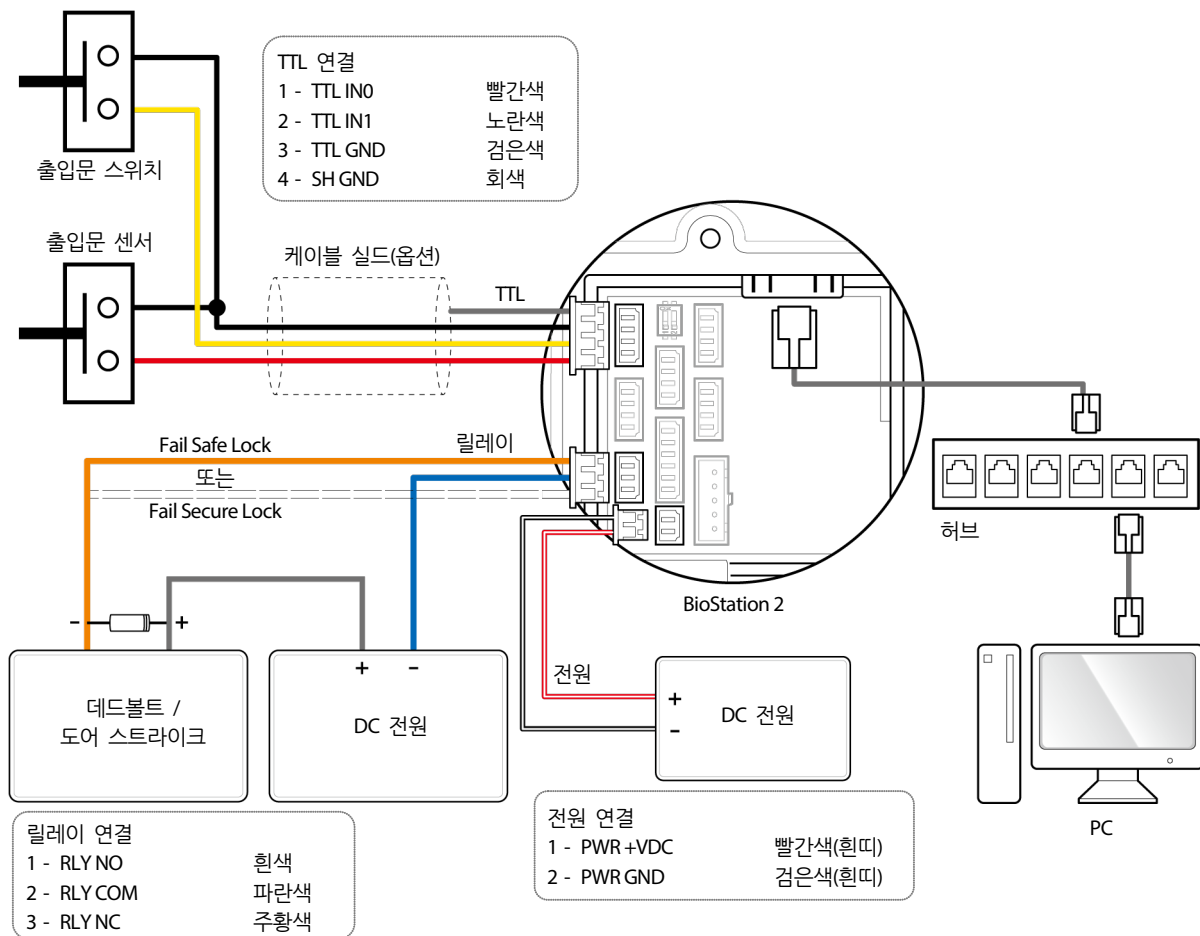 TTL 연결
1 - TTL IN0 빨간색
2 - TTL IN1 노란색
3 - TTL GND 검은색
4 - SH GND 회색
출입문 스위치
출입문 센서
케이블 실드(옵션)
TTL
Fail Safe Lock
릴레이
또는
Fail Secure Lock
허브
BioStation 2
- +
+ -
데드볼트 /
도어 스트라이크
DC 전원
전원
+
-
DC 전원
PC
릴레이 연결
1 - RLY NO 흰색
2 - RLY COM 파란색
3 - RLY NC 주황색
전원 연결
1 - PWR +VDC 빨간색(흰띠)
2 - PWR GND 검은색(흰띠)